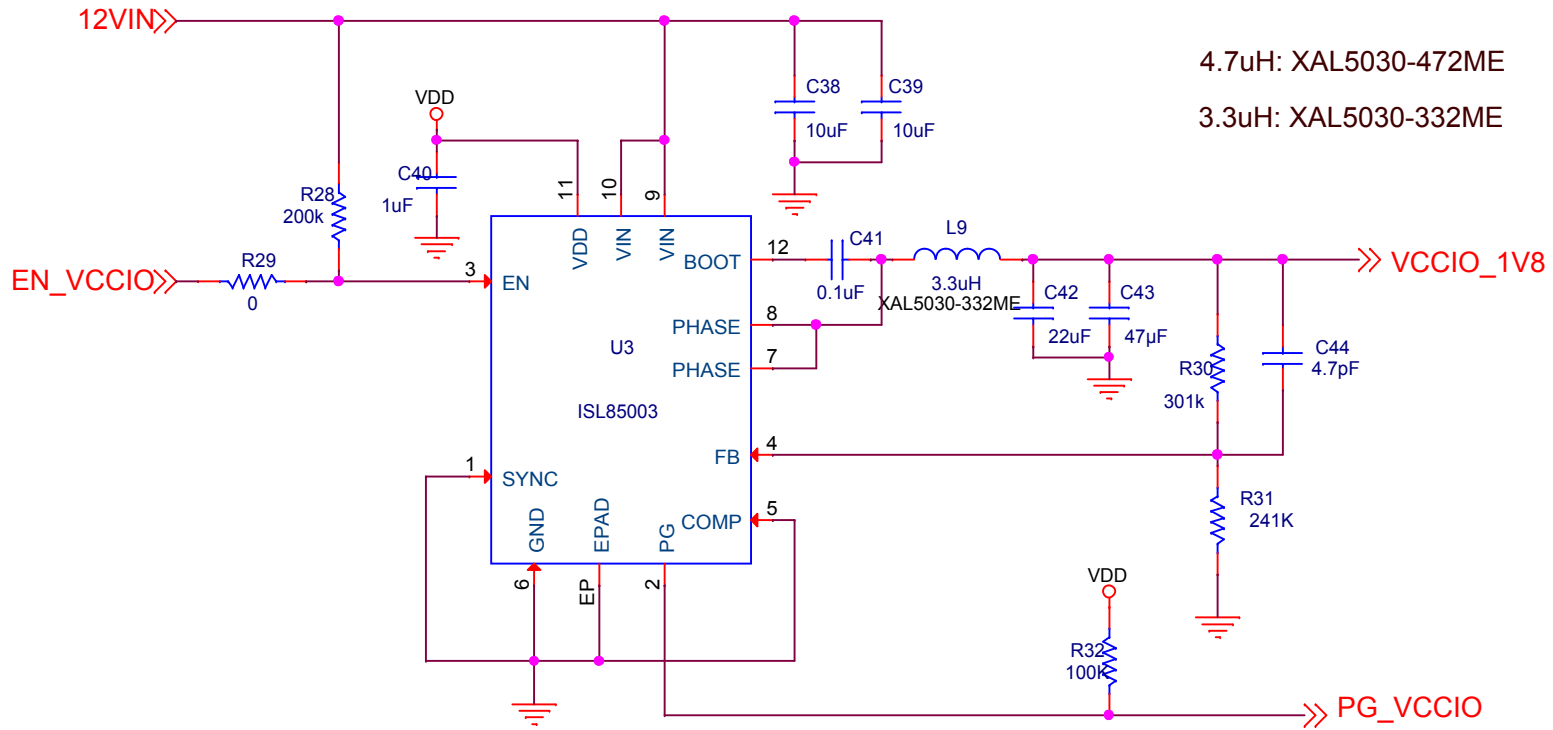 12VIN
4.7uH: XAL5030-472ME
3.3uH: XAL5030-332ME
VDD
C38
10uF
C39
10uF
C40
1uF
R28
200k
11
10
9
VDD
VIN
VIN
EN_VCCIO
R29
0
3
EN
BOOT
12
C41
0.1uF
L9
3.3uH
XAL5030-332ME
VCCIO_1V8
C42
22uF
C43
47µF
PHASE
8
PHASE
7
U3
ISL85003
R30
301k
C44
4.7pF
FB
4
1
SYNC
COMP
5
R31
241K
GND
EPAD
PG
6
EP
2
VDD
R32
100K
PG_VCCIO